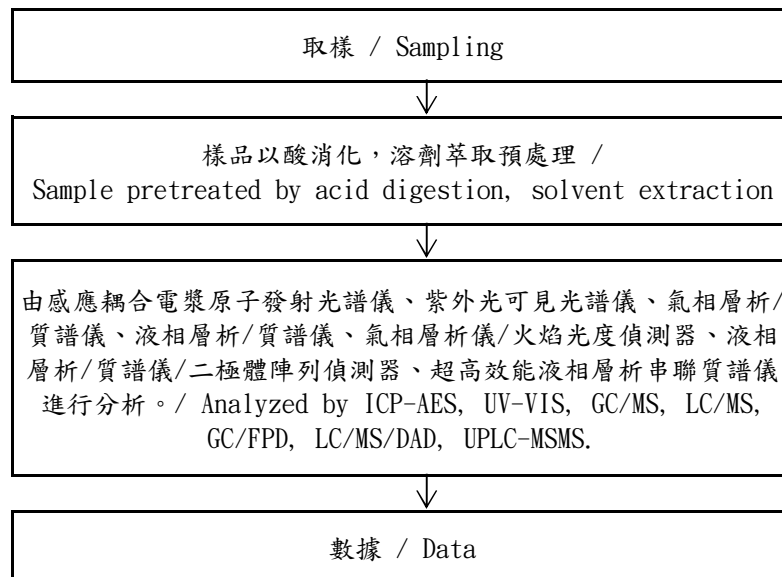 取樣 / Sampling
樣品以酸消化，溶劑萃取預處理 /
Sample pretreated by acid digestion, solvent extraction
由感應耦合電漿原子發射光譜儀、紫外光可見光譜儀、氣相層析/
質譜儀、液相層析/質譜儀、氣相層析儀/火焰光度偵測器、液相
層析/質譜儀/二極體陣列偵測器、超高效能液相層析串聯質譜儀
進行分析。/ Analyzed by ICP-AES, UV-VIS, GC/MS, LC/MS,
GC/FPD, LC/MS/DAD, UPLC-MSMS.
數據 / Data